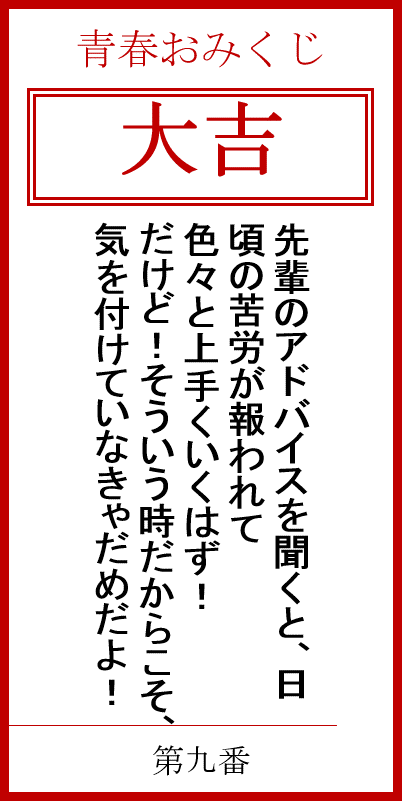 青春おみくじ
大吉
先輩のアドバイスを聞くと、日
頃の苦労が報われて
色々と上手くいくはず！
だけど！そういう時だからこそ、
気を付けていなきゃだめだよ！
第九番